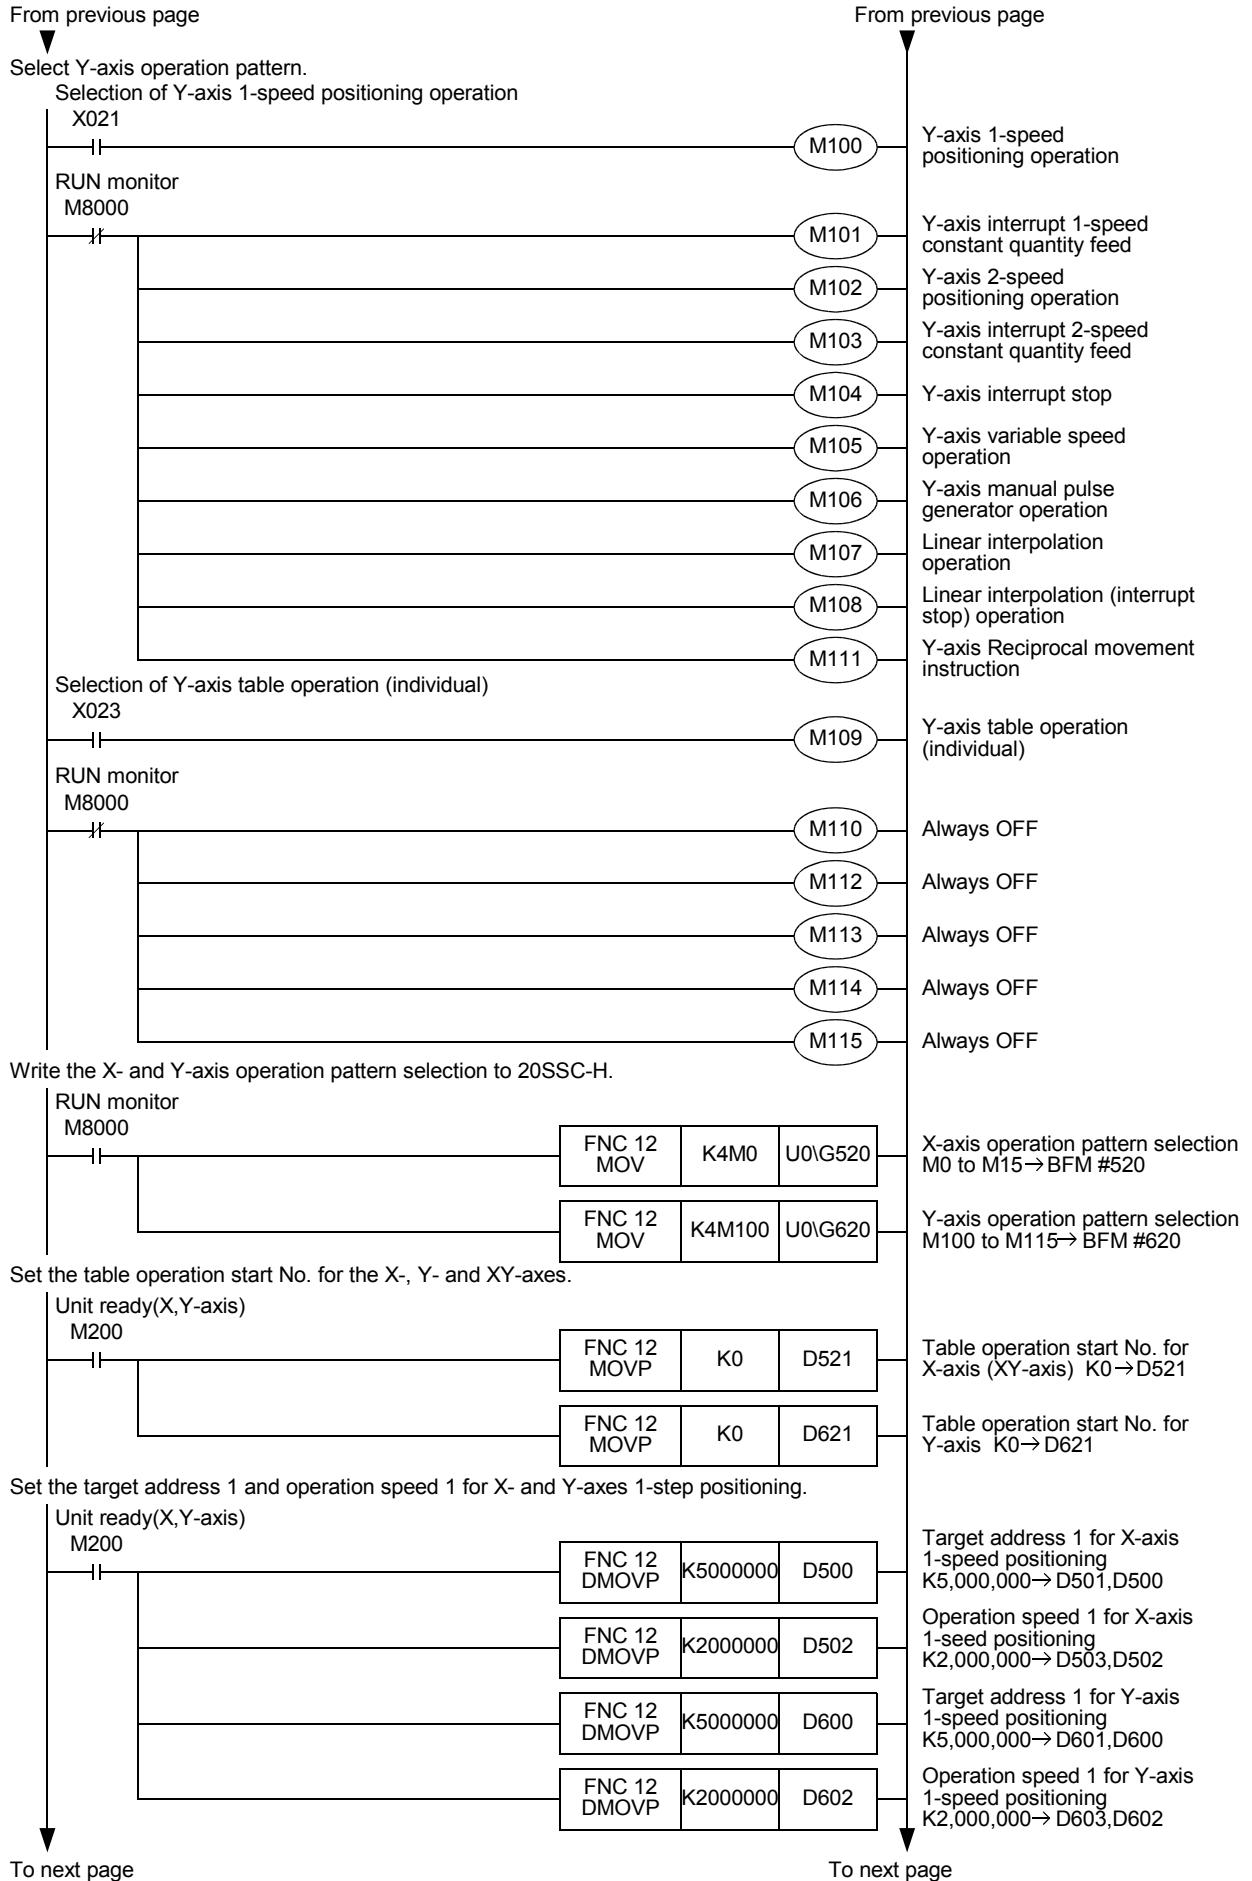 From previous page
From previous page
Select Y-axis operation pattern.
Selection of Y-axis 1-speed positioning operation
X021
M100
Y-axis 1-speed
positioning operation
RUN monitor
M8000
M101
Y-axis interrupt 1-speed
constant quantity feed
M102
Y-axis 2-speed
positioning operation
M103
Y-axis interrupt 2-speed
constant quantity feed
M104
Y-axis interrupt stop
M105
Y-axis variable speed
operation
M106
Y-axis manual pulse
generator operation
M107
Linear interpolation
operation
M108
Linear interpolation (interrupt
stop) operation
M111
Y-axis Reciprocal movement
instruction
Selection of Y-axis table operation (individual)
X023
M109
Y-axis table operation
(individual)
RUN monitor
M8000
M110
Always OFF
M112
Always OFF
M113
Always OFF
M114
Always OFF
M115
Always OFF
Write the X- and Y-axis operation pattern selection to 20SSC-H.
RUN monitor
M8000
FNC 12
MOV
K4M0
U0\G520
X-axis operation pattern selection
M0 to M15→BFM #520
FNC 12
MOV
K4M100
U0\G620
Y-axis operation pattern selection
M100 to M115→ BFM #620
Set the table operation start No. for the X-, Y- and XY-axes.
Unit ready(X,Y-axis)
M200
FNC 12
MOVP
K0
D521
Table operation start No. for
X-axis (XY-axis) K0→D521
FNC 12
MOVP
K0
D621
Table operation start No. for
Y-axis K0→D621
Set the target address 1 and operation speed 1 for X- and Y-axes 1-step positioning.
Unit ready(X,Y-axis)
M200
FNC 12
DMOVP
K5000000
D500
Target address 1 for X-axis
1-speed positioning
K5,000,000→ D501,D500
FNC 12
DMOVP
K2000000
D502
Operation speed 1 for X-axis
1-seed positioning
K2,000,000→ D503,D502
FNC 12
DMOVP
K5000000
D600
Target address 1 for Y-axis
1-speed positioning
K5,000,000→ D601,D600
FNC 12
DMOVP
K2000000
D602
Operation speed 1 for Y-axis
1-speed positioning
K2,000,000→ D603,D602
To next page
To next page